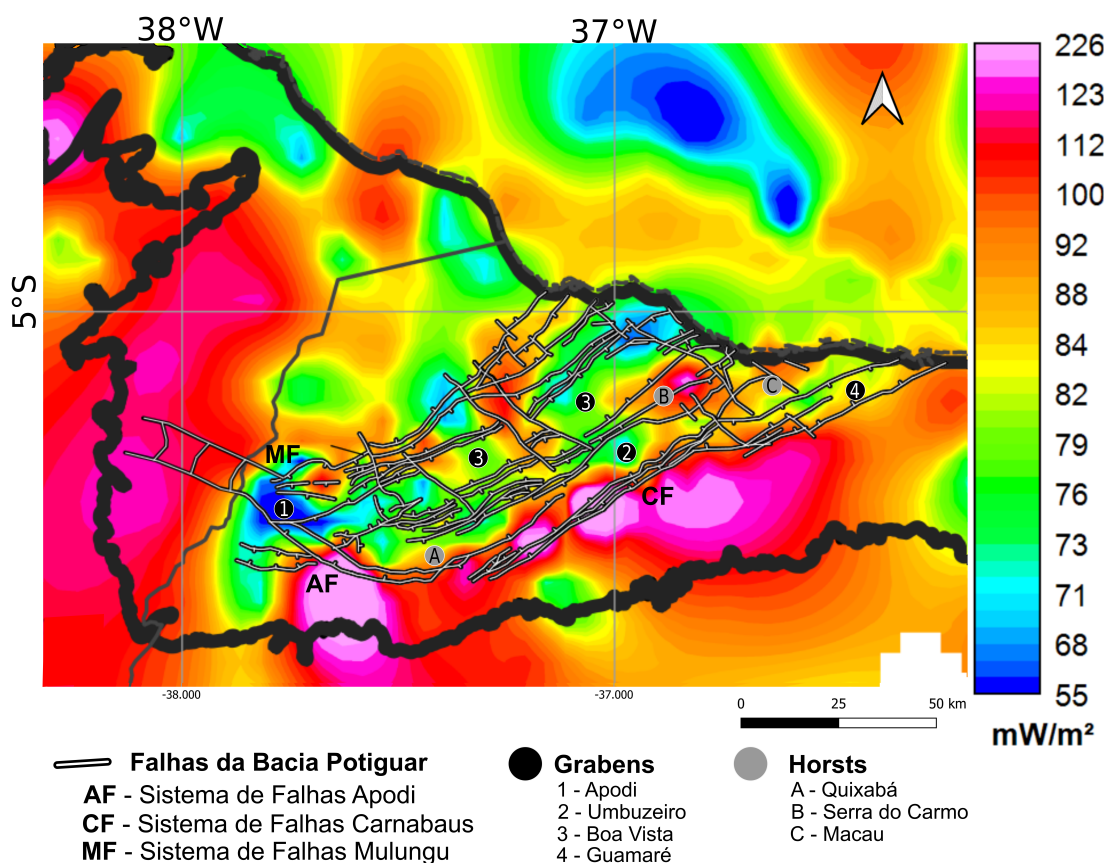 38°W
37°W
5°S
226
123
112
100
92
88
84
82
79
76
73
71
68
55
mW/m²
C
B
4
3
2
3
MF
CF
1
A
AF
-38.000
-37.000
0 25 50 km
Falhas da Bacia Potiguar
AF - Sistema de Falhas Apodi
CF - Sistema de Falhas Carnabaus
MF - Sistema de Falhas Mulungu
Grabens
1 - Apodi
2 - Umbuzeiro
3 - Boa Vista
4 - Guamaré
Horsts
A - Quixabá
B - Serra do Carmo
C - Macau